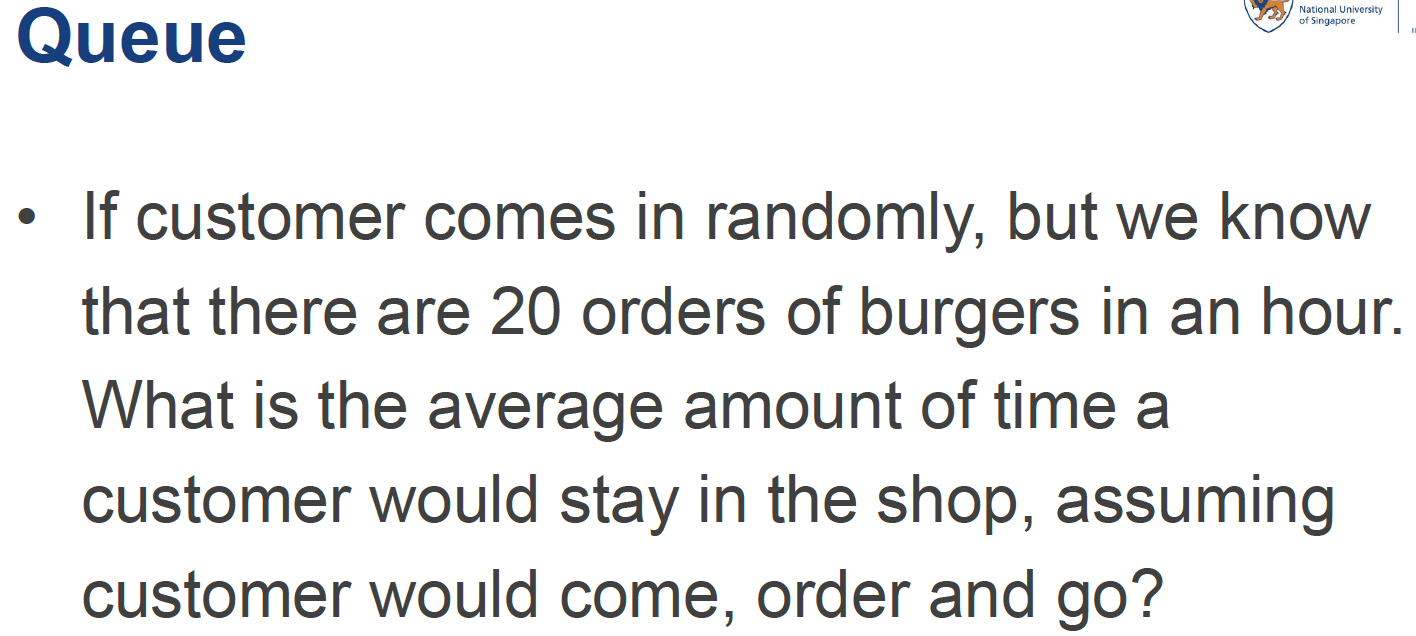 Queue
National University
of Singapore
• If customer comes in randomly, but we know
that there are 20 orders of burgers in an hour.
What is the average amount of time a
customer would stay in the shop, assuming
customer would come, order and go?